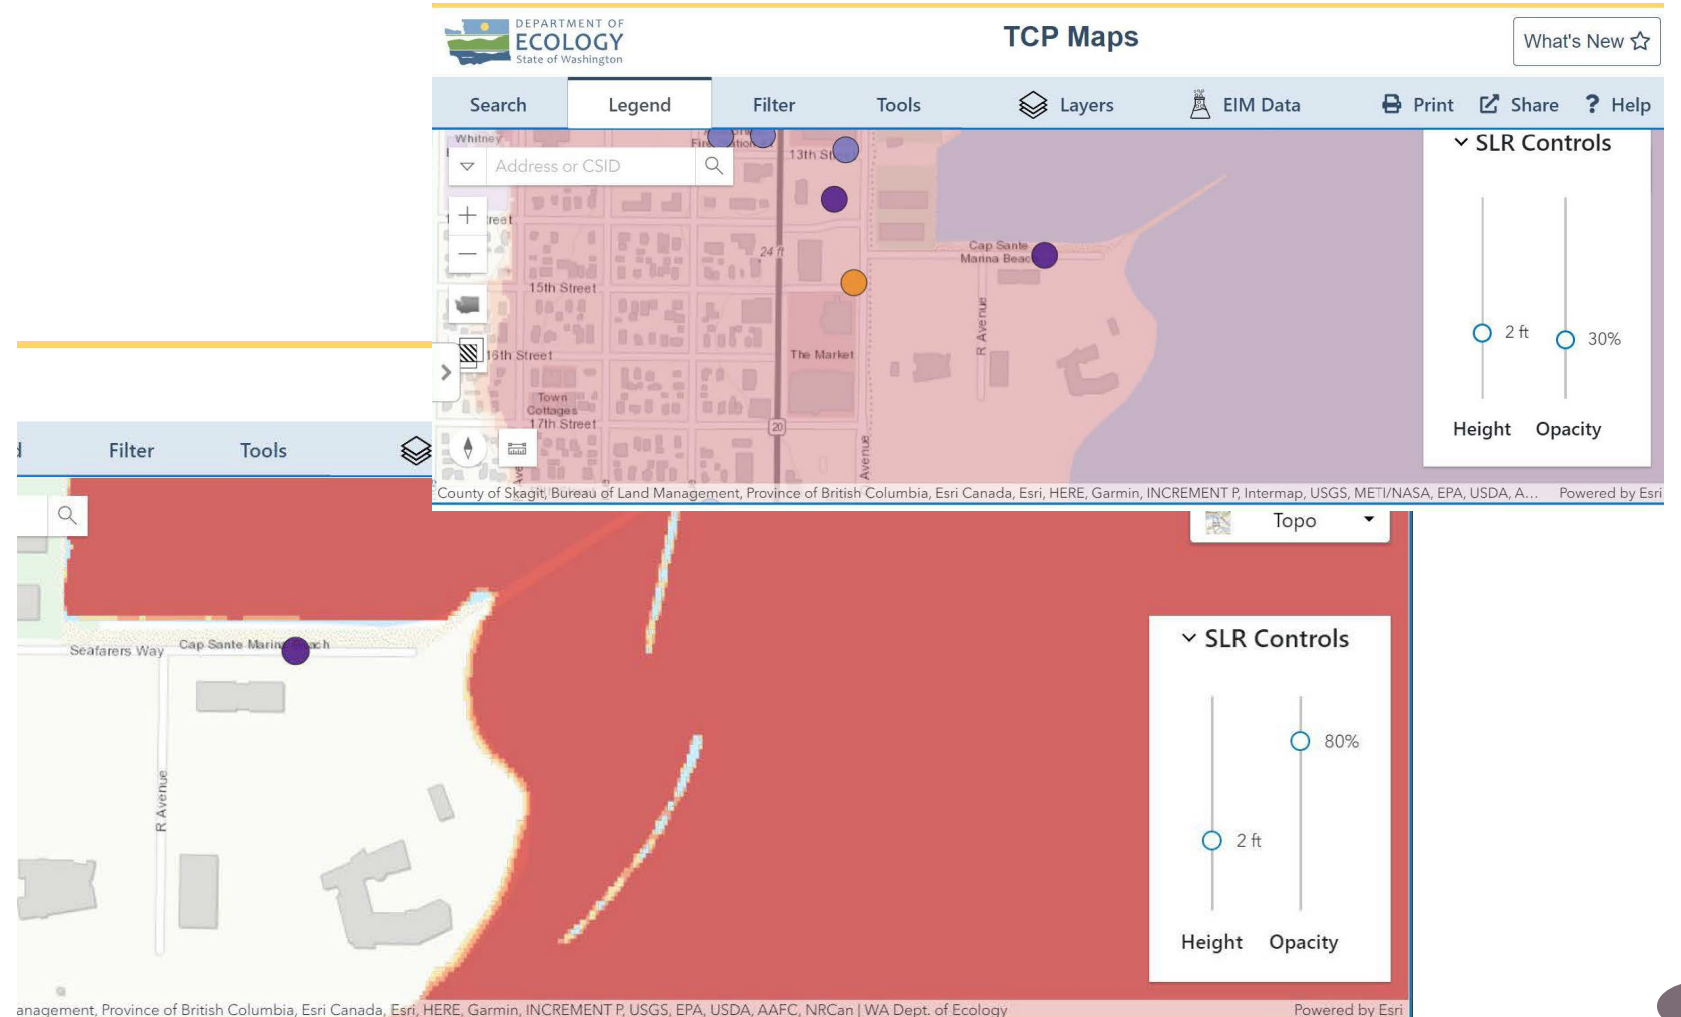 DEPARTMENT OF
ECOLOGY
State of Washington
TCP Maps
What's New
Search
Legend
Filter
Tools
Layers
EIM Data
Print
Share
Help
Whitney
13th St
Address or CSID
SLR Controls
24 ft
Cap Sante
Marina Beac
15th Street
R Avenue
2 ft
30%
16th Street
The Market
Town
Cottages
17th Street
20
Avenue
Height
Opacity
County of Skagit, Bureau of Land Management, Province of British Columbia, Esri Canada, Esri, HERE, Garmin, INCREMENT P, Intermap, USGS, METI/NASA, EPA, USDA, A...
Powered by Esri
Filter
Tools
Topo
SLR Controls
Seafarers Way
Cap Sante Marin
R Avenue
80%
2 ft
Height
Opacity
anagement, Province of British Columbia, Esri Canada, Esri, HERE, Garmin, INCREMENT P, USGS, EPA, USDA, AAFC, NRCan | WA Dept. of Ecology
Powered by Esri